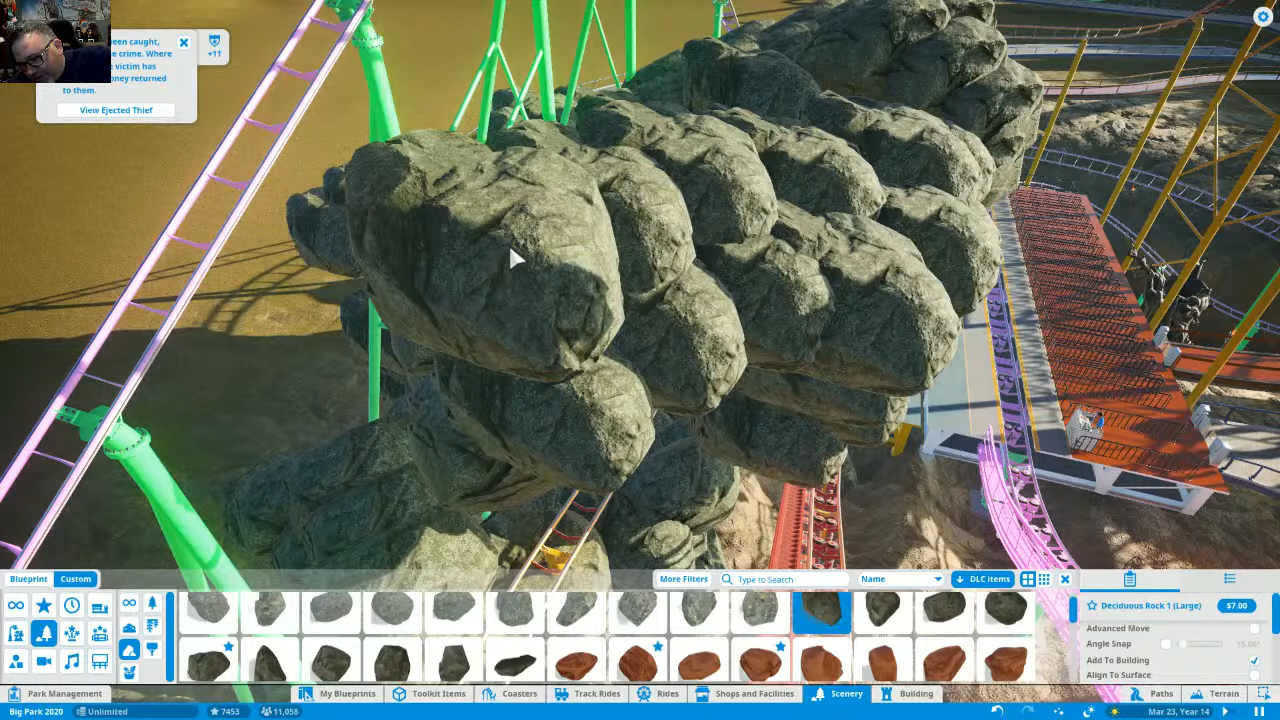 een caught,
e crime. Where
victim has
oney returned
to them.
+11
View Ejected Thief
Blueprint
Custom
More Filters
Type to Search
Name
DLC items
Deciduous Rock 1 (Large)
$7.00
Advanced Move
Angle Snap
15.00°
Add To Building
Align To Surface
Park Management
My Blueprints
Toolkit Items
Coasters
Track Rides
Rides
Shops and Facilities
Scenery
Building
Paths
Terrain
Big Park 2020
Unlimited
7453
11,058
Mar 23, Year 14